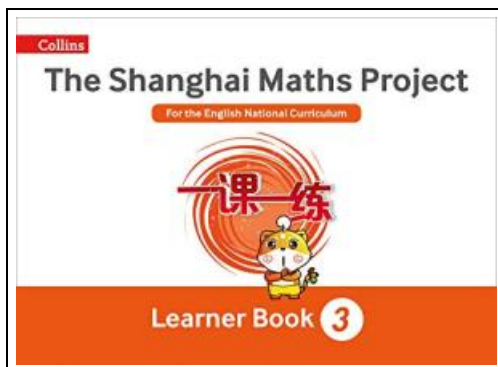 Collins
The Shanghai Maths Project
For the English National Curriculum
一课一练
Learner Book 3